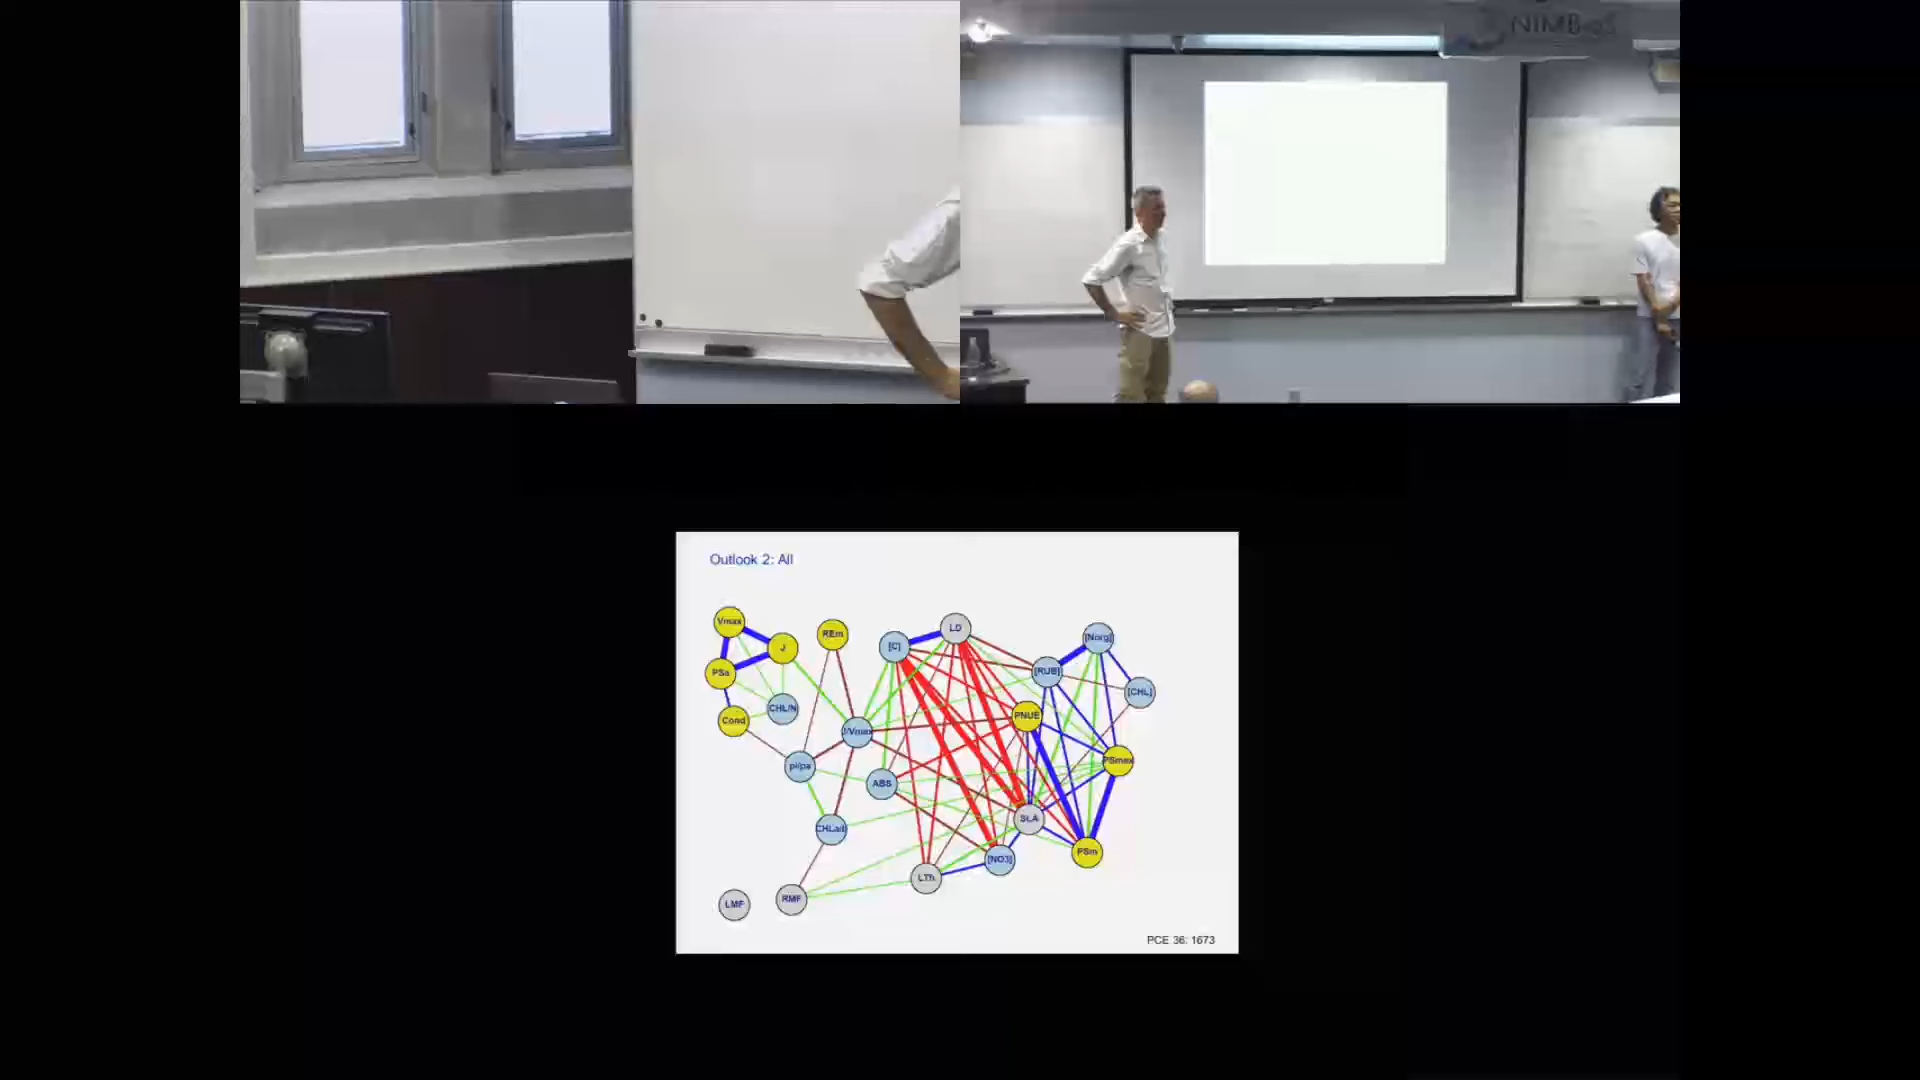 NIMBioS
Outlook 2: All
Vmax
J
REm
[C]
LD
[Norg]
PSa
[RUB]
[CHL]
Cond
CHL/N
PNUE
J/Vmax
pi/pa
ABS
PSmax
CHLa/b
SLA
PSm
[NO3]
LTh
LMF
RMF
PCE 36: 1673